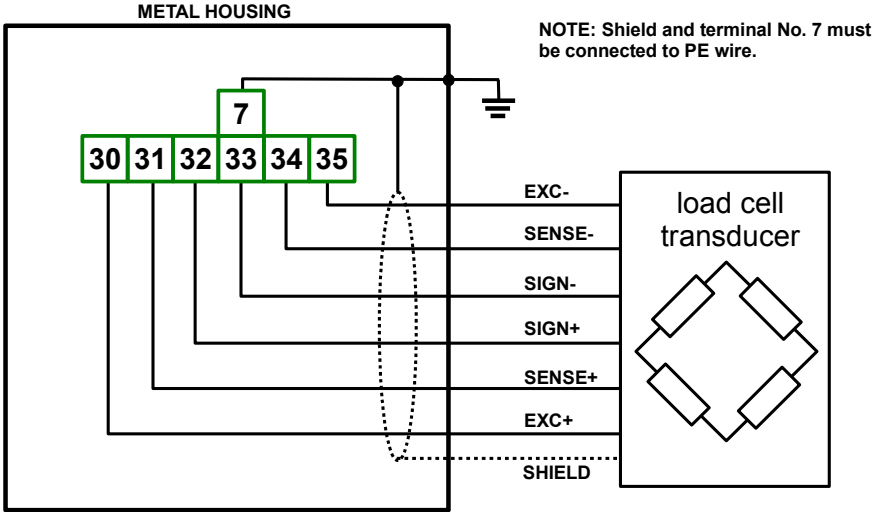 METAL HOUSING
NOTE: Shield and terminal No. 7 must
be connected to PE wire.
7
30 31 32 33 34 35
load cell
transducer
EXC-
SENSE-
SIGN-
SIGN+
SENSE+
EXC+
SHIELD